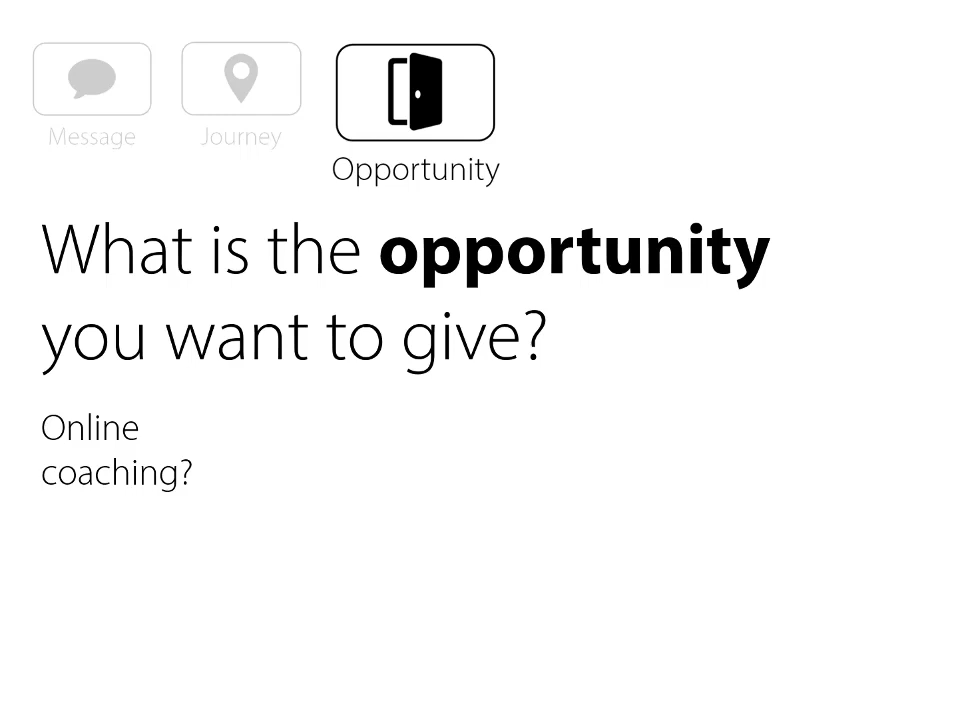 Message
Journey
Opportunity
What is the opportunity
you want to give?
Online
coaching?